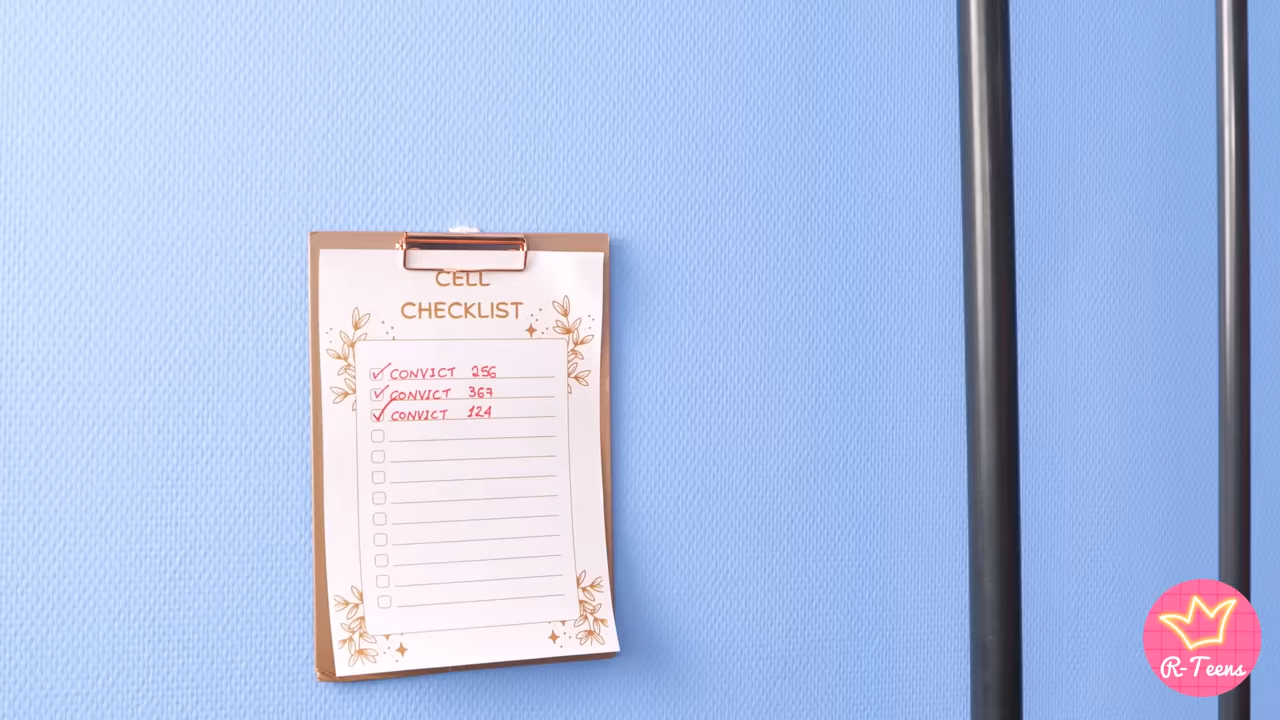 CELL
CHECKLIST
CONVICT 256
CONVICT 367
CONVICT 124
R-Teens